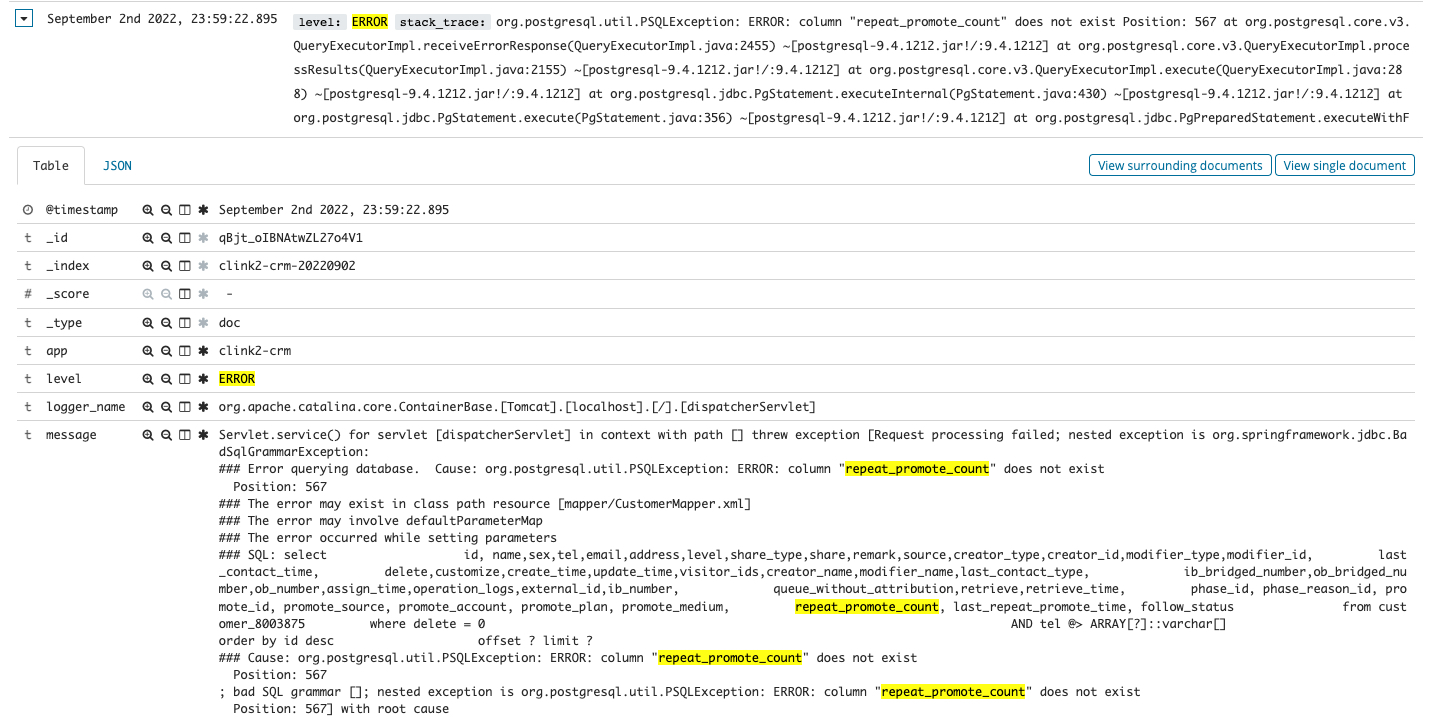 September 2nd 2022, 23:59:22.895
level: ERROR stack_trace: org.postgresql.util.PSQLException: ERROR: column "repeat_promote_count" does not exist Position: 567 at org.postgresql.core.v3.
QueryExecutorImpl.receiveErrorResponse(QueryExecutorImpl.java:2455) ~[postgresql-9.4.1212.jar!/:9.4.1212] at org.postgresql.core.v3.QueryExecutorImpl.proce
ssResults(QueryExecutorImpl.java:2155) ~[postgresql-9.4.1212.jar!/:9.4.1212] at org.postgresql.core.v3.QueryExecutorImpl.execute(QueryExecutorImpl.java:28
8) ~[postgresql-9.4.1212.jar!/:9.4.1212] at org.postgresql.jdbc.PgStatement.executeInternal(PgStatement.java:430) ~[postgresql-9.4.1212.jar!/:9.4.1212] at
org.postgresql.jdbc.PgStatement.execute(PgStatement.java:356) ~[postgresql-9.4.1212.jar!/:9.4.1212] at org.postgresql.jdbc.PgPreparedStatement.executeWithF
Table JSON View surrounding documents View single document
@timestamp September 2nd 2022, 23:59:22.895
t _id qBjt_oIBNAtwZL27o4V1
t _index clink2-crm-20220902
# _score -
t _type doc
t app clink2-crm
t level ERROR
t logger_name org.apache.catalina.core.ContainerBase.[Tomcat].[localhost].[/].[dispatcherServlet]
t message Servlet.service() for servlet [dispatcherServlet] in context with path [] threw exception [Request processing failed; nested exception is org.springframework.jdbc.Ba
dSqlGrammarException:
### Error querying database.  Cause: org.postgresql.util.PSQLException: ERROR: column "repeat_promote_count" does not exist
Position: 567
### The error may exist in class path resource [mapper/CustomerMapper.xml]
### The error may involve defaultParameterMap
### The error occurred while setting parameters
### SQL: select id, name,sex,tel,email,address,level,share_type,share,remark,source,creator_type,creator_id,modifier_type,modifier_id, last
_contact_time, delete,customize,create_time,update_time,visitor_ids,creator_name,modifier_name,last_contact_type, ib_bridged_number,ob_bridged_nu
mber,ob_number,assign_time,operation_logs,external_id,ib_number, queue_without_attribution,retrieve,retrieve_time, phase_id, phase_reason_id, pro
mote_id, promote_source, promote_account, promote_plan, promote_medium, repeat_promote_count, last_repeat_promote_time, follow_status from cust
omer_8003875 where delete = 0 AND tel @> ARRAY[?]::varchar[]
order by id desc offset ? limit ?
### Cause: org.postgresql.util.PSQLException: ERROR: column "repeat_promote_count" does not exist
Position: 567
; bad SQL grammar []; nested exception is org.postgresql.util.PSQLException: ERROR: column "repeat_promote_count" does not exist
Position: 567] with root cause